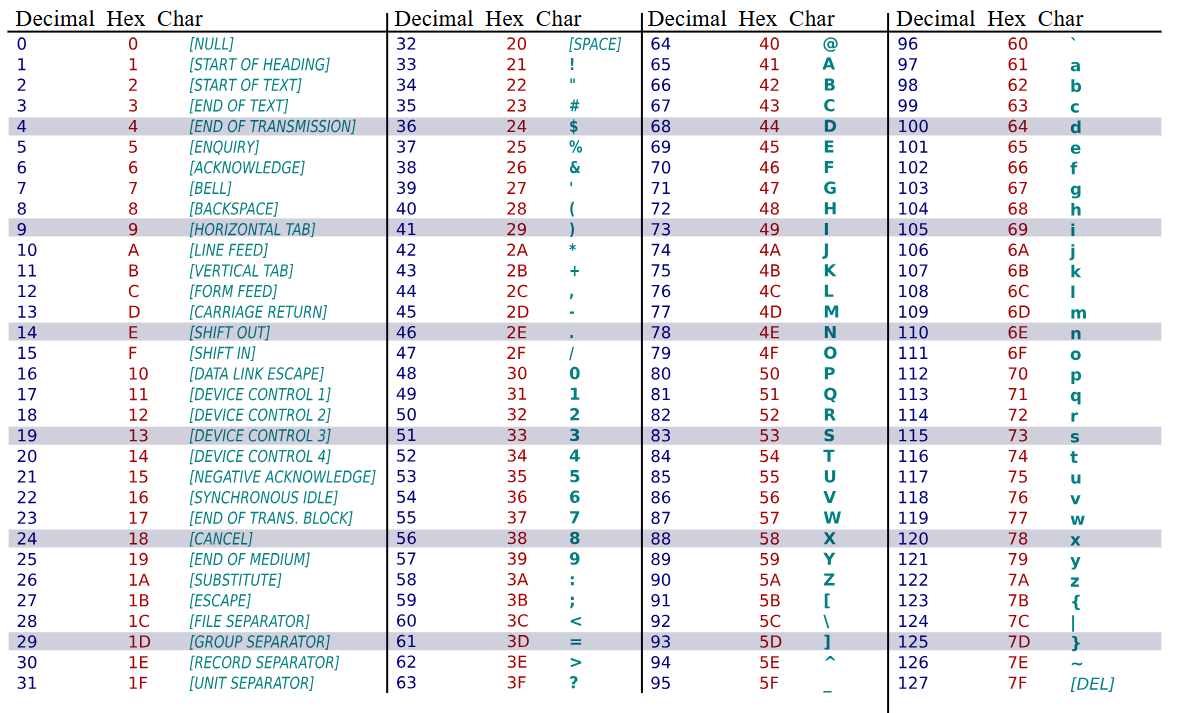 Decimal Hex Char Decimal Hex Char Decimal Hex Char Decimal Hex Char
0 0 [NULL] 32 20 [SPACE] 64 40 @ 96 60 `
1 1 [START OF HEADING] 33 21 ! 65 41 A 97 61 a
2 2 [START OF TEXT] 34 22 " 66 42 B 98 62 b
3 3 [END OF TEXT] 35 23 # 67 43 C 99 63 c
4 4 [END OF TRANSMISSION] 36 24 $ 68 44 D 100 64 d
5 5 [ENQUIRY] 37 25 % 69 45 E 101 65 e
6 6 [ACKNOWLEDGE] 38 26 & 70 46 F 102 66 f
7 7 [BELL] 39 27 ' 71 47 G 103 67 g
8 8 [BACKSPACE] 40 28 ( 72 48 H 104 68 h
9 9 [HORIZONTAL TAB] 41 29 ) 73 49 I 105 69 i
10 A [LINE FEED] 42 2A * 74 4A J 106 6A j
11 B [VERTICAL TAB] 43 2B + 75 4B K 107 6B k
12 C [FORM FEED] 44 2C , 76 4C L 108 6C l
13 D [CARRIAGE RETURN] 45 2D - 77 4D M 109 6D m
14 E [SHIFT OUT] 46 2E . 78 4E N 110 6E n
15 F [SHIFT IN] 47 2F / 79 4F O 111 6F o
16 10 [DATA LINK ESCAPE] 48 30 0 80 50 P 112 70 p
17 11 [DEVICE CONTROL 1] 49 31 1 81 51 Q 113 71 q
18 12 [DEVICE CONTROL 2] 50 32 2 82 52 R 114 72 r
19 13 [DEVICE CONTROL 3] 51 33 3 83 53 S 115 73 s
20 14 [DEVICE CONTROL 4] 52 34 4 84 54 T 116 74 t
21 15 [NEGATIVE ACKNOWLEDGE] 53 35 5 85 55 U 117 75 u
22 16 [SYNCHRONOUS IDLE] 54 36 6 86 56 V 118 76 v
23 17 [END OF TRANS. BLOCK] 55 37 7 87 57 W 119 77 w
24 18 [CANCEL] 56 38 8 88 58 X 120 78 x
25 19 [END OF MEDIUM] 57 39 9 89 59 Y 121 79 y
26 1A [SUBSTITUTE] 58 3A : 90 5A Z 122 7A z
27 1B [ESCAPE] 59 3B ; 91 5B [ 123 7B {
28 1C [FILE SEPARATOR] 60 3C < 92 5C \ 124 7C |
29 1D [GROUP SEPARATOR] 61 3D = 93 5D ] 125 7D }
30 1E [RECORD SEPARATOR] 62 3E > 94 5E ^ 126 7E ~
31 1F [UNIT SEPARATOR] 63 3F ? 95 5F _ 127 7F [DEL]